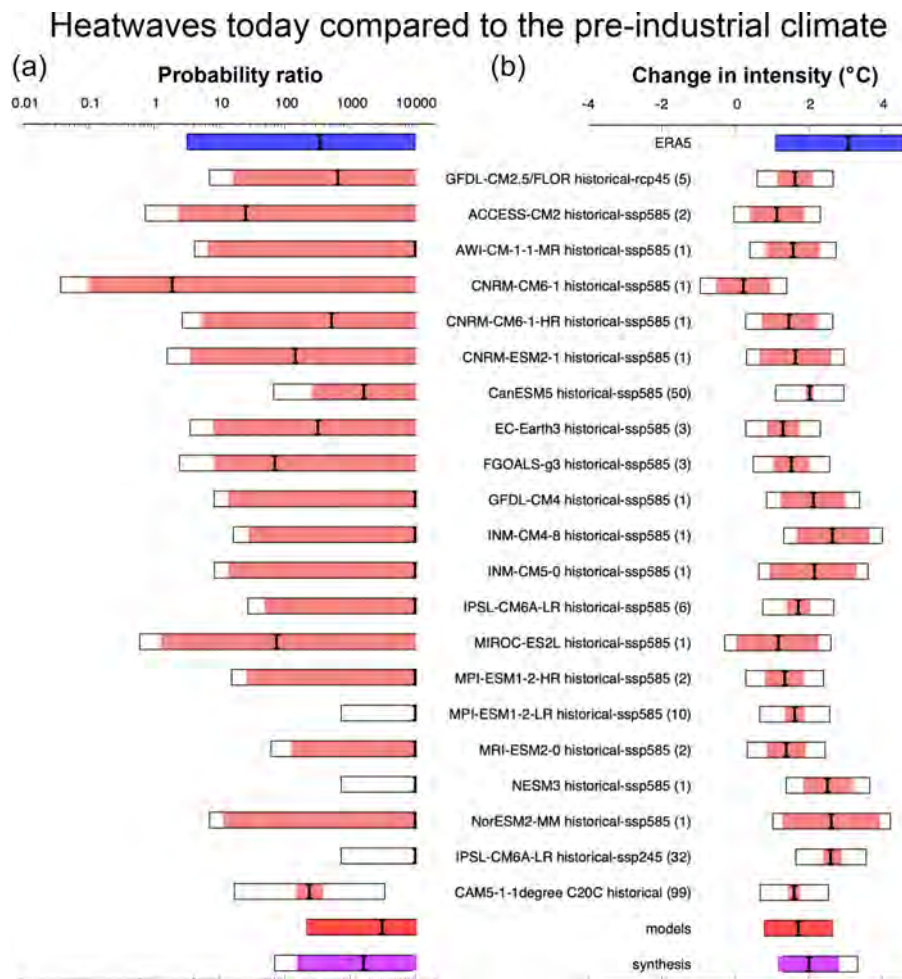 Heatwaves today compared to the pre-industrial climate
(a) Probability ratio
0.01 0.1 1 10 100 1000 10000
(b) Change in intensity (°C)
-4 -2 0 2 4
ERA5
GFDL-CM2.5/FLOR historical-rcp45 (5)
ACCESS-CM2 historical-ssp585 (2)
AWI-CM-1-1-MR historical-ssp585 (1)
CNRM-CM6-1 historical-ssp585 (1)
CNRM-CM6-1-HR historical-ssp585 (1)
CNRM-ESM2-1 historical-ssp585 (1)
CanESM5 historical-ssp585 (50)
EC-Earth3 historical-ssp585 (3)
FGOALS-g3 historical-ssp585 (3)
GFDL-CM4 historical-ssp585 (1)
INM-CM4-8 historical-ssp585 (1)
INM-CM5-0 historical-ssp585 (1)
IPSL-CM6A-LR historical-ssp585 (6)
MIROC-ES2L historical-ssp585 (1)
MPI-ESM1-2-HR historical-ssp585 (2)
MPI-ESM1-2-LR historical-ssp585 (10)
MRI-ESM2-0 historical-ssp585 (2)
NESM3 historical-ssp585 (1)
NorESM2-MM historical-ssp585 (1)
IPSL-CM6A-LR historical-ssp245 (32)
CAM5-1-1degree C20C historical (99)
models
synthesis